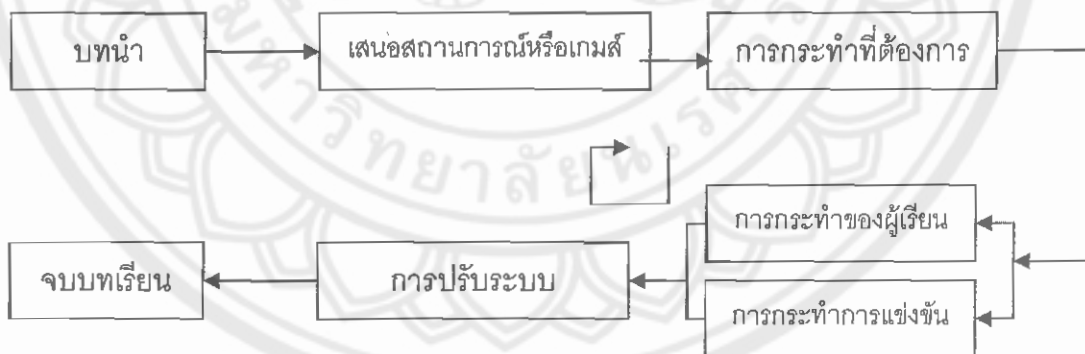 บทนำ
เสนอสถานการณ์หรือเกมส์
การกระทำที่ต้องการ
การกระทำของผู้เรียน
จบบทเรียน
การปรับระบบ
การกระทำการแข่งขัน